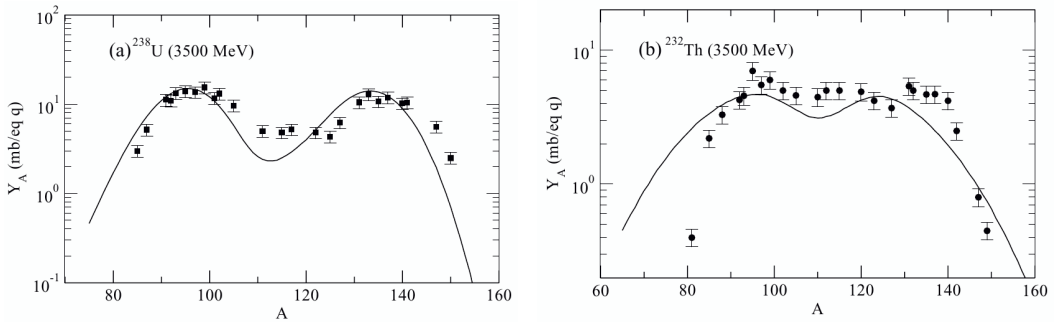 (a) ²³⁸U (3500 MeV)
Y_A (mb/eq q)
10²
10¹
10⁰
10⁻¹
80 100 120 140 160
A
(b) ²³²Th (3500 MeV)
Y_A (mb/eq q)
10¹
10⁰
60 80 100 120 140 160
A